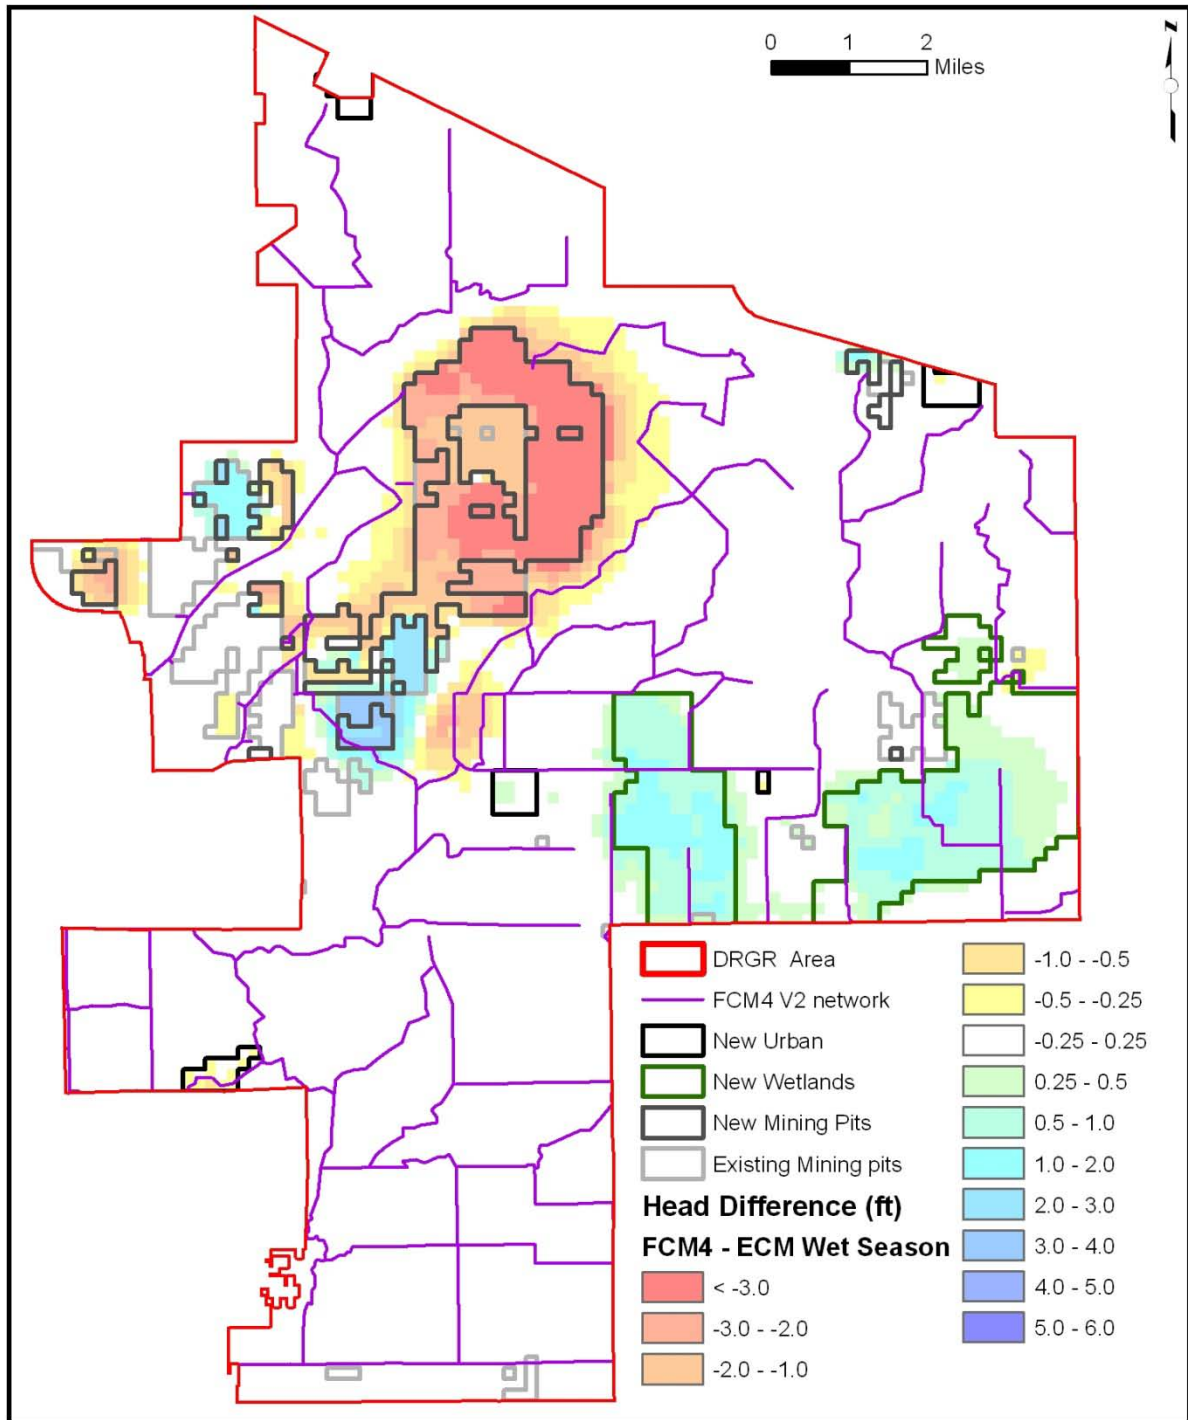 0 1 2
Miles
N
DRGR Area
FCM4 V2 network
New Urban
New Wetlands
New Mining Pits
Existing Mining pits
Head Difference (ft)
FCM4 - ECM Wet Season
< -3.0
-3.0 - -2.0
-2.0 - -1.0
-1.0 - -0.5
-0.5 - -0.25
-0.25 - 0.25
0.25 - 0.5
0.5 - 1.0
1.0 - 2.0
2.0 - 3.0
3.0 - 4.0
4.0 - 5.0
5.0 - 6.0